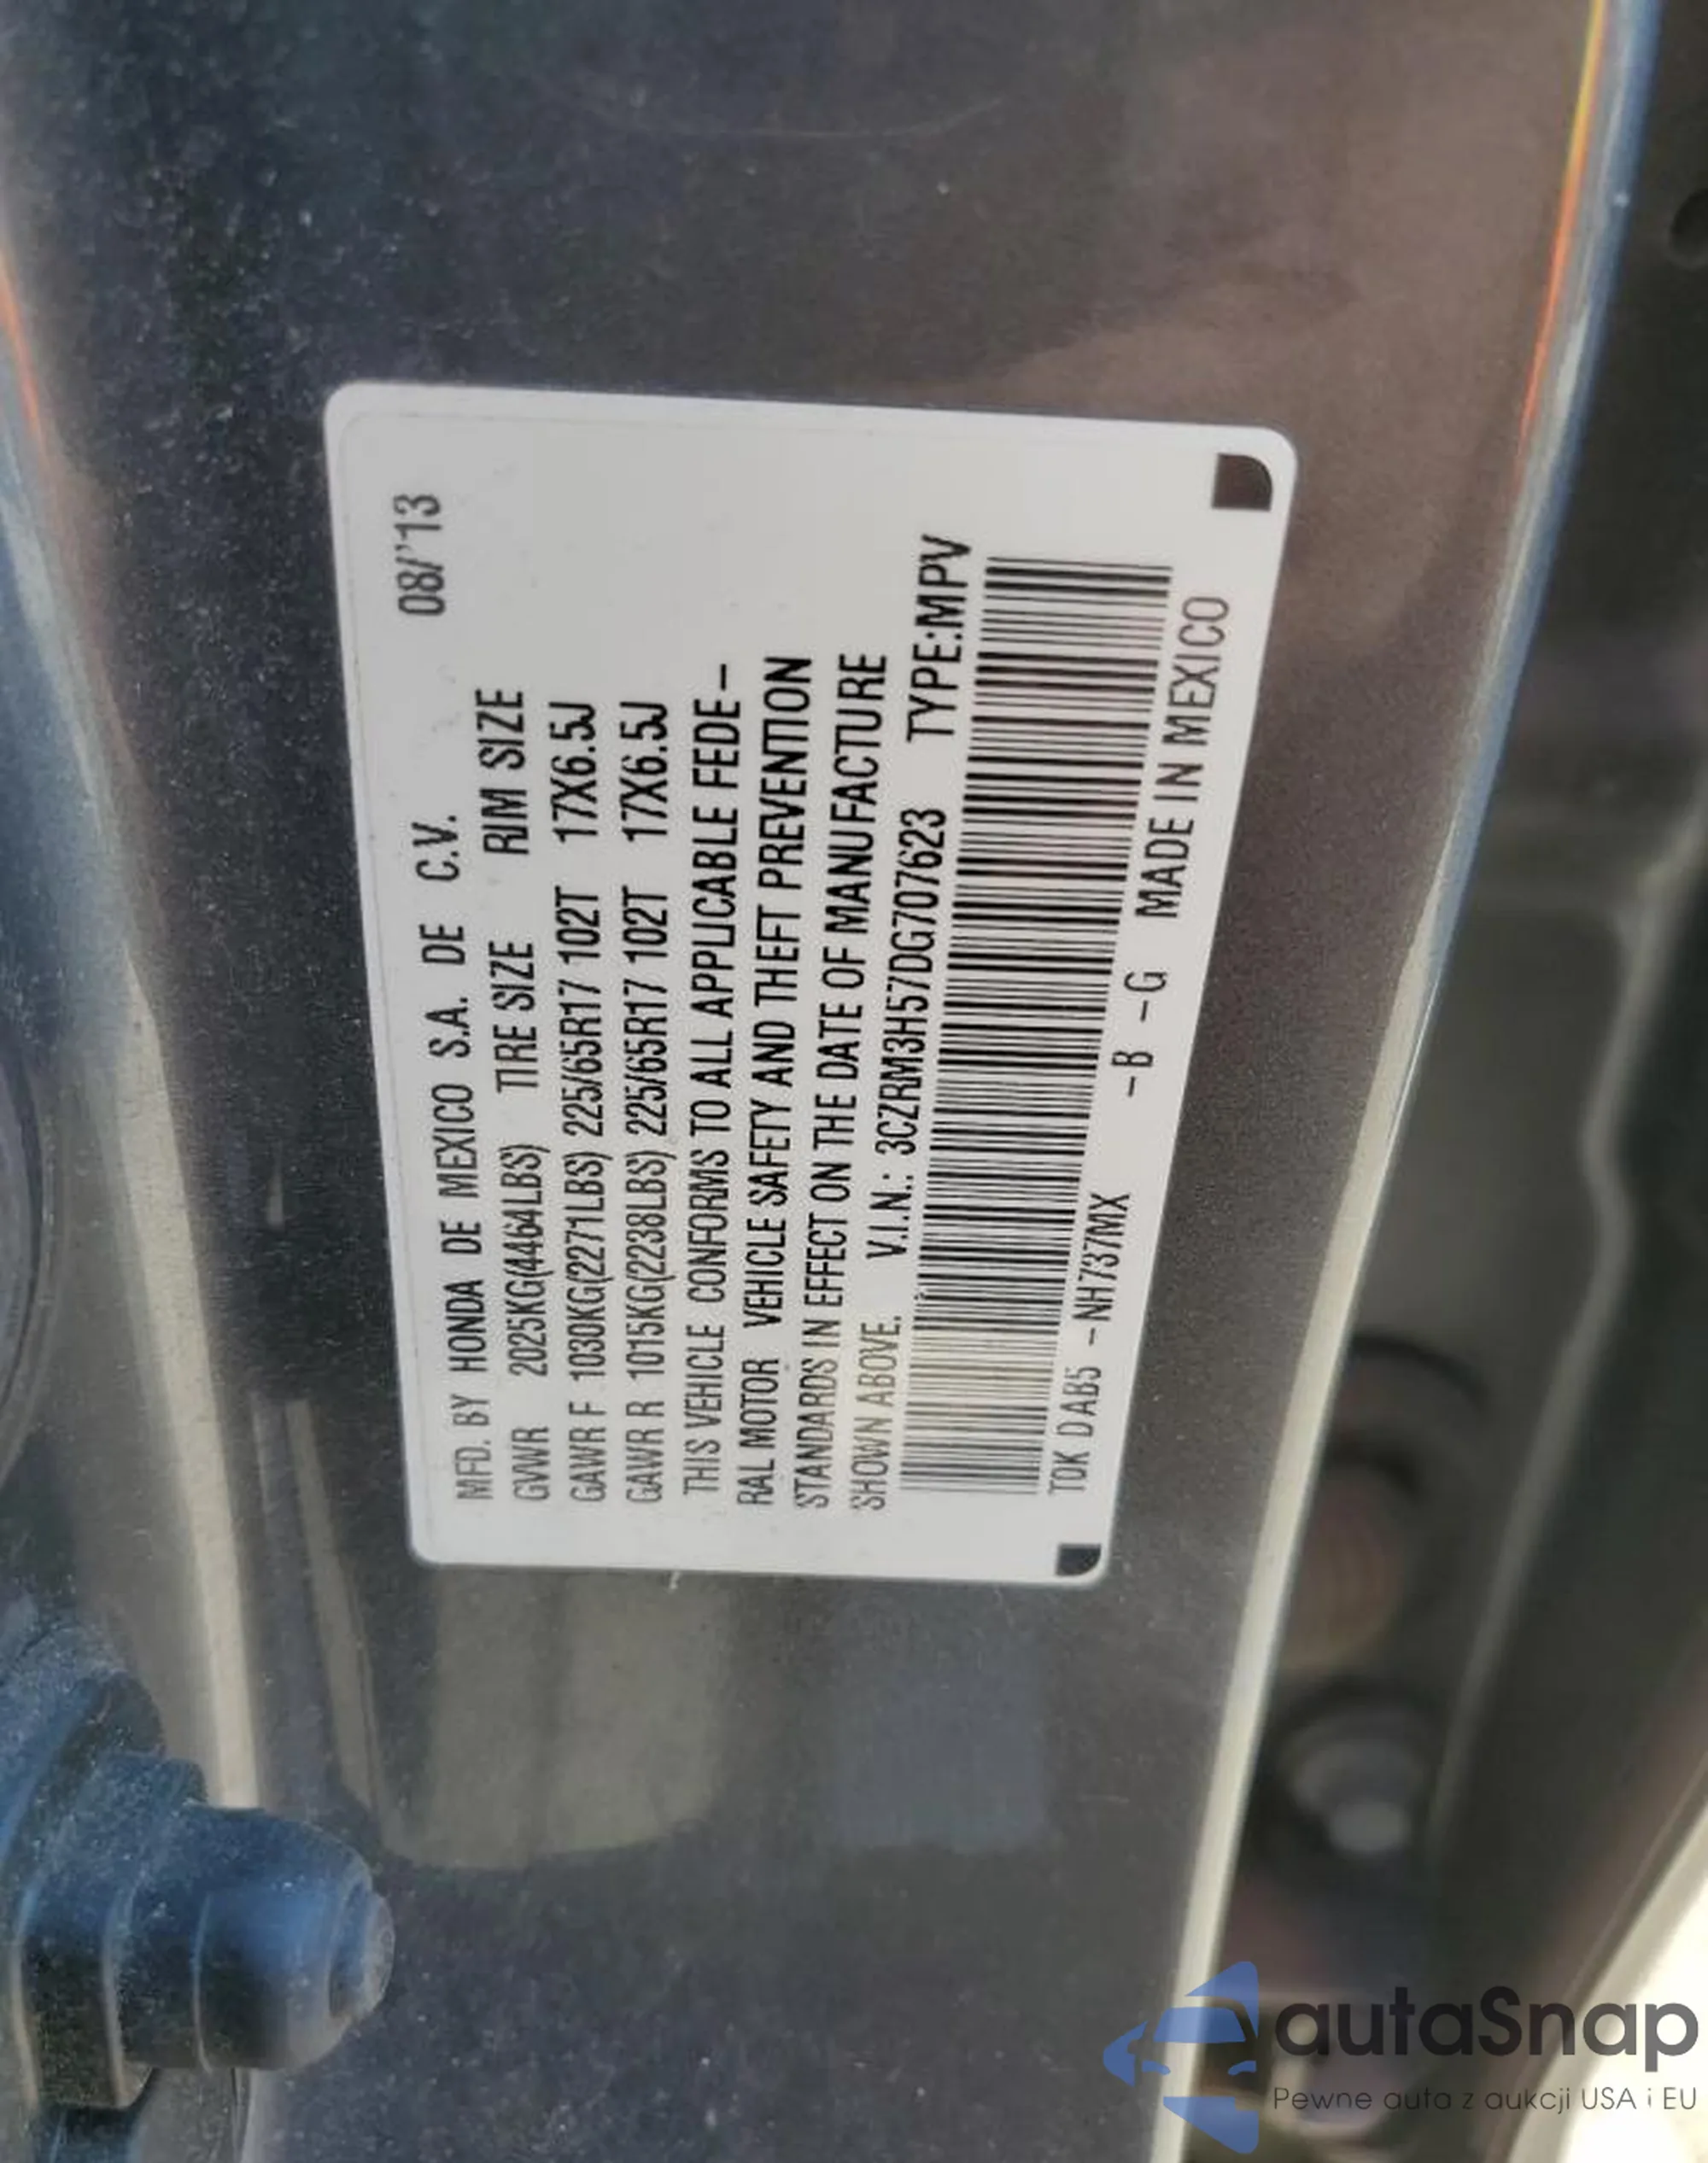 08/'13
MFD. BY HONDA DE MEXICO S.A. DE C.V.
GVWR 2025KG(4464LBS) TIRE SIZE RIM SIZE
GAWR F 1030KG(2271LBS) 225/65R17 102T 17X6.5J
GAWR R 1015KG(2238LBS) 225/65R17 102T 17X6.5J
THIS VEHICLE CONFORMS TO ALL APPLICABLE FEDE-
RAL MOTOR VEHICLE SAFETY AND THEFT PREVENTION
STANDARDS IN EFFECT ON THE DATE OF MANUFACTURE
SHOWN ABOVE. V.I.N.: 3CZRM3H57DG707623 TYPE:MPV
TOK DAB5 -NH737MX -B -G MADE IN MEXICO
autaSnap
Pewne auta z aukcji USA i EU